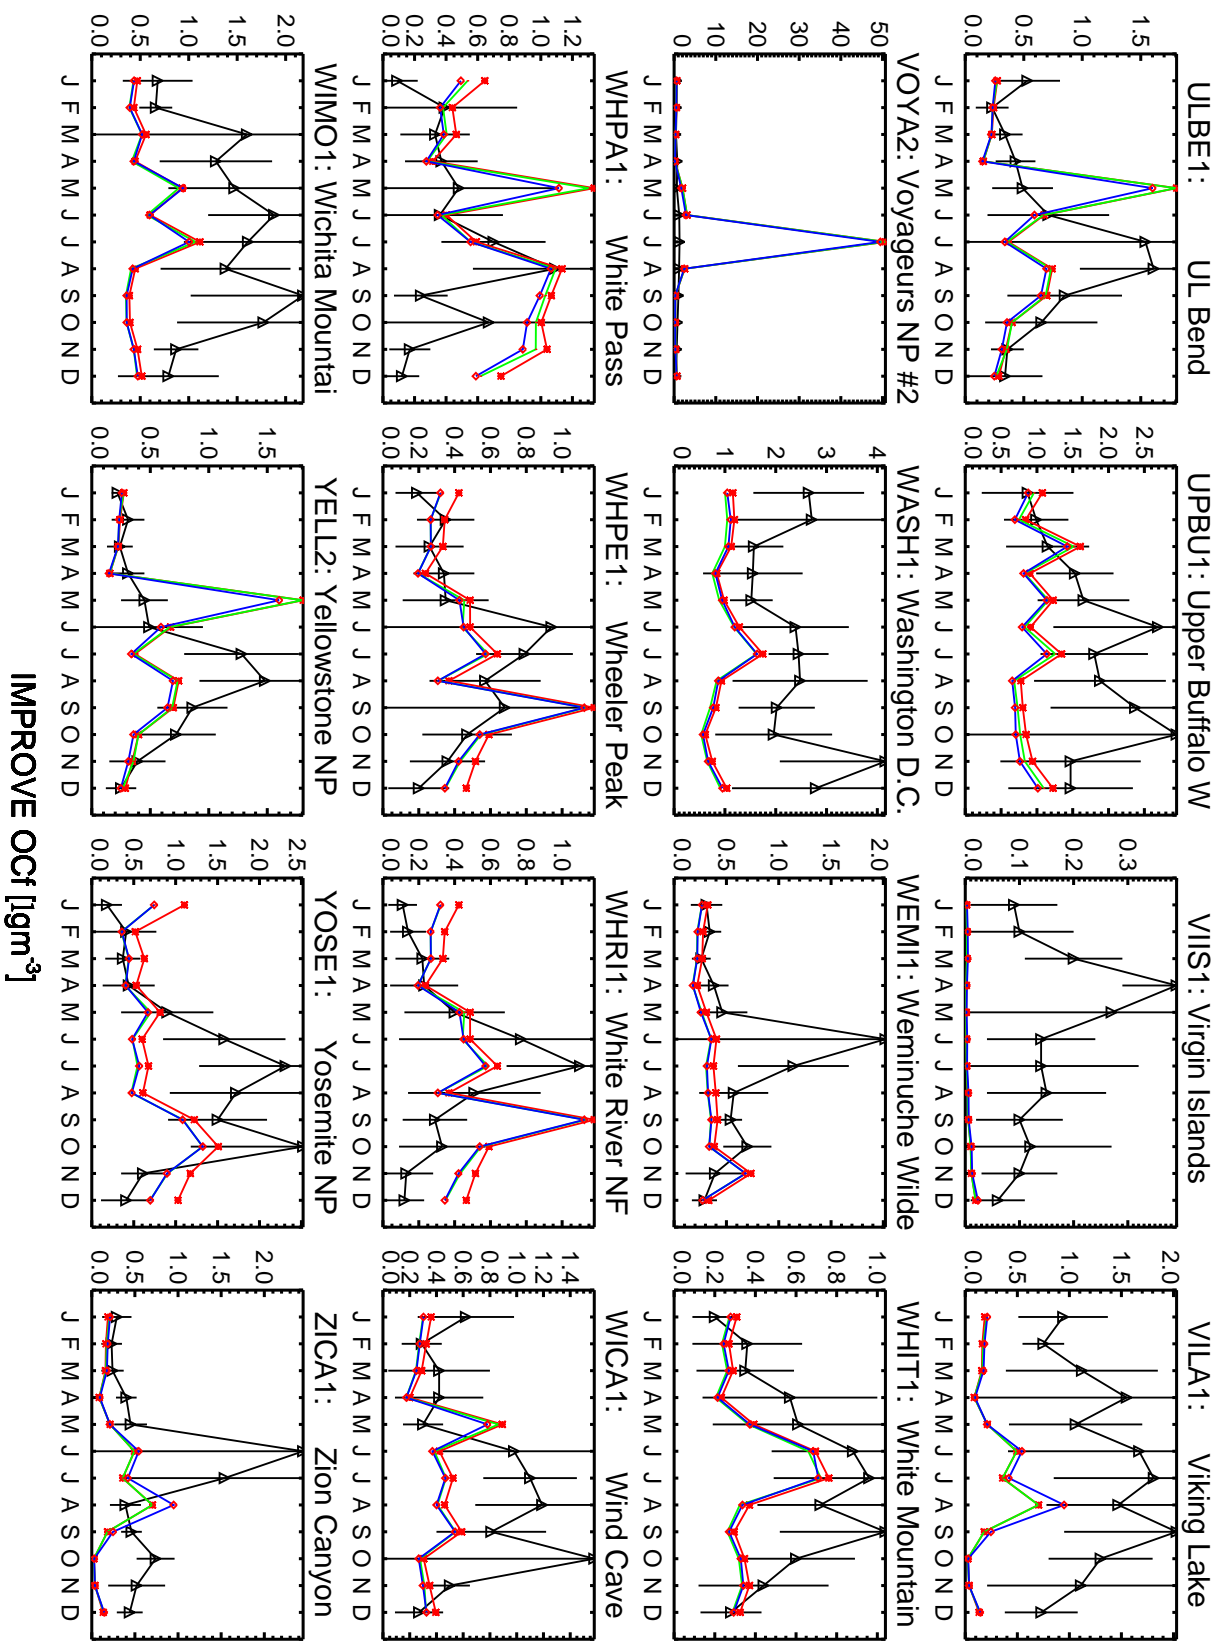 ULBE1: UL Bend
1.5
1.0
0.5
0.0
J F M A M J J A S O N D
UPBU1: Upper Buffalo W
2.5
2.0
1.5
1.0
0.5
0.0
J F M A M J J A S O N D
VIIS1: Virgin Islands
0.3
0.2
0.1
0.0
J F M A M J J A S O N D
VILA1: Viking Lake
2.0
1.5
1.0
0.5
0.0
J F M A M J J A S O N D
VOYA2: Voyageurs NP #2
50
40
30
20
10
0
J F M A M J J A S O N D
WASH1: Washington D.C.
4
3
2
1
0
J F M A M J J A S O N D
WEMI1: Weminuche Wilde
2.0
1.5
1.0
0.5
0.0
J F M A M J J A S O N D
WHIT1: White Mountain
1.0
0.8
0.6
0.4
0.2
0.0
J F M A M J J A S O N D
WHPA1: White Pass
1.2
1.0
0.8
0.6
0.4
0.2
0.0
J F M A M J J A S O N D
WHPE1: Wheeler Peak
1.0
0.8
0.6
0.4
0.2
0.0
J F M A M J J A S O N D
WHRI1: White River NF
1.0
0.8
0.6
0.4
0.2
0.0
J F M A M J J A S O N D
WICA1: Wind Cave
1.4
1.2
1.0
0.8
0.6
0.4
0.2
0.0
J F M A M J J A S O N D
WIMO1: Wichita Mountai
2.0
1.5
1.0
0.5
0.0
J F M A M J J A S O N D
YELL2: Yellowstone NP
1.5
1.0
0.5
0.0
J F M A M J J A S O N D
YOSE1: Yosemite NP
2.5
2.0
1.5
1.0
0.5
0.0
J F M A M J J A S O N D
ZICA1: Zion Canyon
2.0
1.5
1.0
0.5
0.0
J F M A M J J A S O N D
IMPROVE OCf [1gm-3]